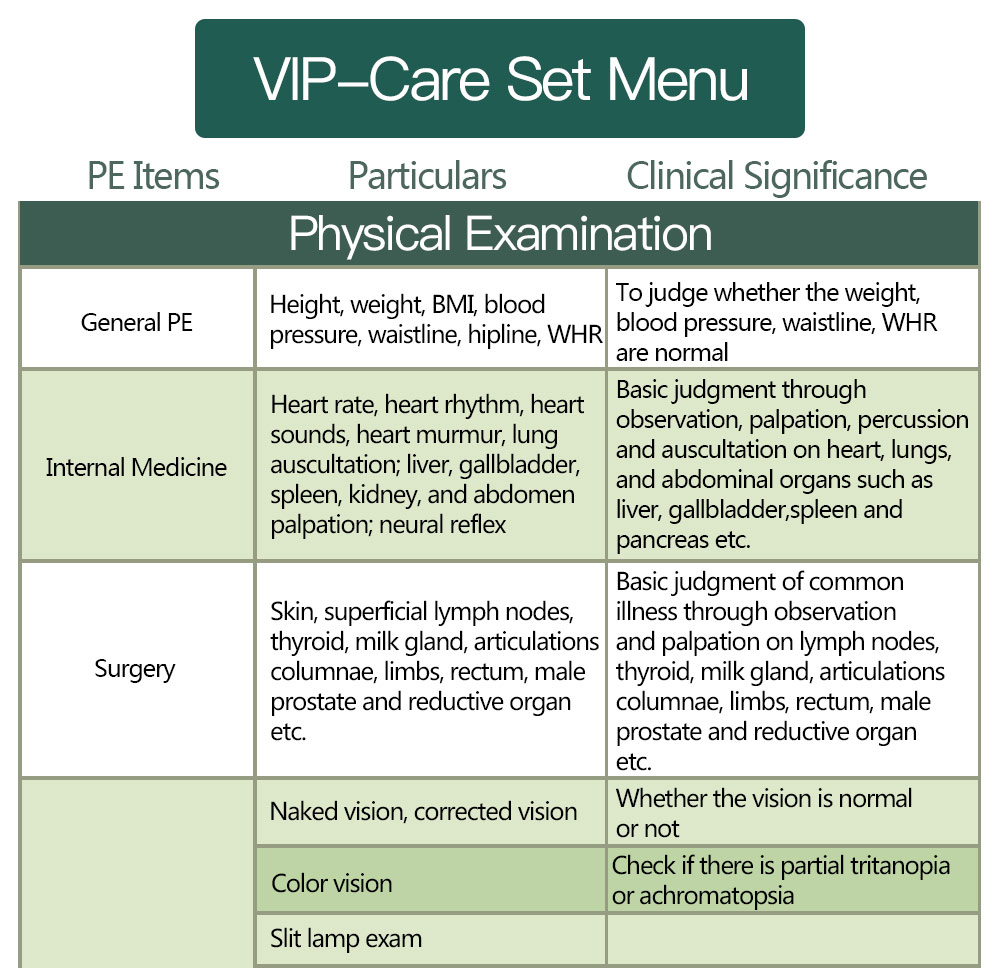 VIP-Care Set Menu
PE Items
Particulars
Clinical Significance
Physical Examination
General PE
Height, weight, BMI, blood
pressure, waistline, hipline, WHR
To judge whether the weight,
blood pressure, waistline, WHR
are normal
Internal Medicine
Heart rate, heart rhythm, heart
sounds, heart murmur, lung
auscultation; liver, gallbladder,
spleen, kidney, and abdomen
palpation; neural reflex
Basic judgment through
observation, palpation, percussion
and auscultation on heart, lungs,
and abdominal organs such as
liver, gallbladder,spleen and
pancreas etc.
Surgery
Skin, superficial lymph nodes,
thyroid, milk gland, articulations
columnae, limbs, rectum, male
prostate and reductive organ
etc.
Basic judgment of common
illness through observation
and palpation on lymph nodes,
thyroid, milk gland, articulations
columnae, limbs, rectum, male
prostate and reductive organ
etc.
Naked vision, corrected vision
Whether the vision is normal
or not
Color vision
Check if there is partial tritanopia
or achromatopsia
Slit lamp exam